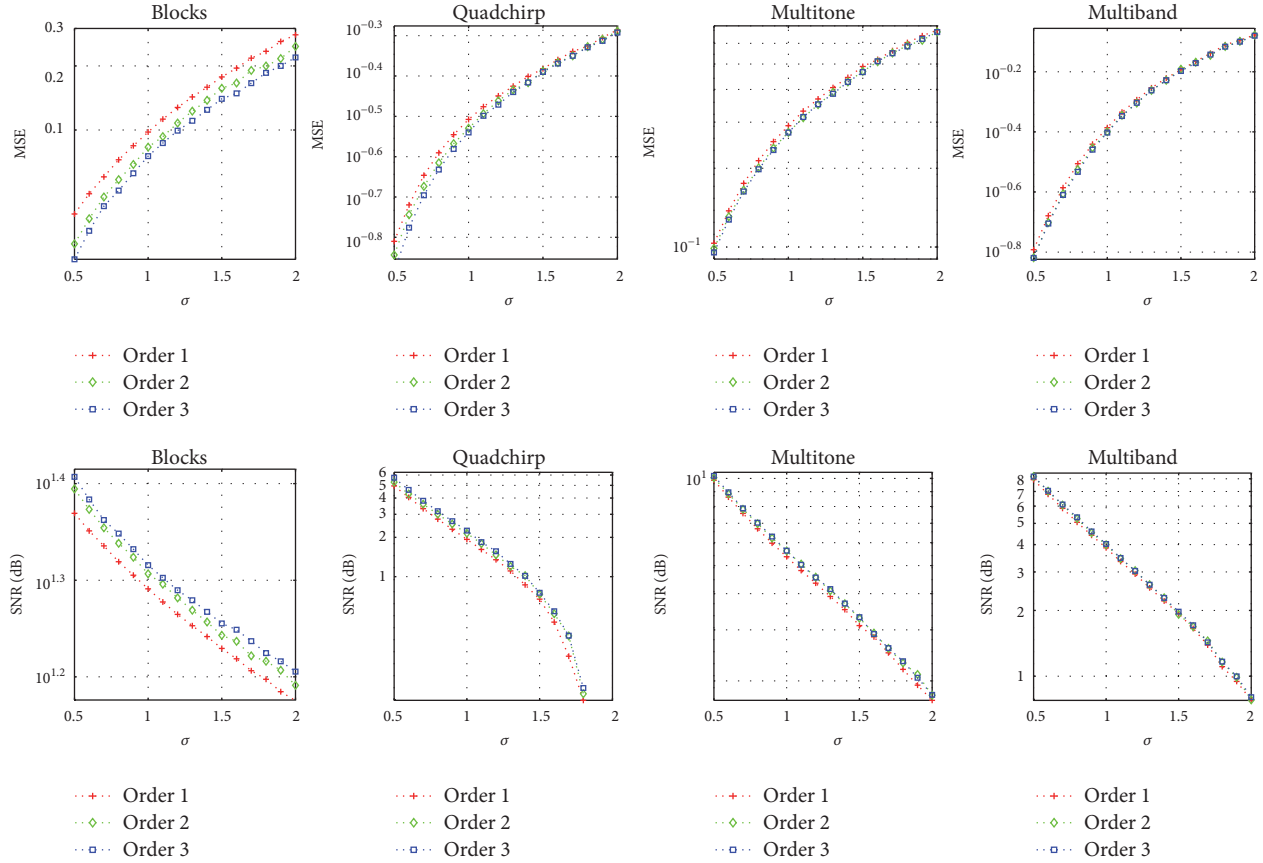 Blocks
MSE
0.3
0.2
0.1
0.5 1 1.5 2
σ
Order 1
Order 2
Order 3
Quadchirp
MSE
10^−0.3
10^−0.4
10^−0.5
10^−0.6
10^−0.7
10^−0.8
0.5 1 1.5 2
σ
Order 1
Order 2
Order 3
Multitone
MSE
10^−1
0.5 1 1.5 2
σ
Order 1
Order 2
Order 3
Multiband
MSE
10^−0.2
10^−0.4
10^−0.6
10^−0.8
0.5 1 1.5 2
σ
Order 1
Order 2
Order 3
Blocks
SNR (dB)
10^1.4
10^1.3
10^1.2
0.5 1 1.5 2
σ
Order 1
Order 2
Order 3
Quadchirp
SNR (dB)
6
5
4
3
2
1
0.5 1 1.5 2
σ
Order 1
Order 2
Order 3
Multitone
SNR (dB)
10^1
0.5 1 1.5 2
σ
Order 1
Order 2
Order 3
Multiband
SNR (dB)
8
7
6
5
4
3
2
1
0.5 1 1.5 2
σ
Order 1
Order 2
Order 3